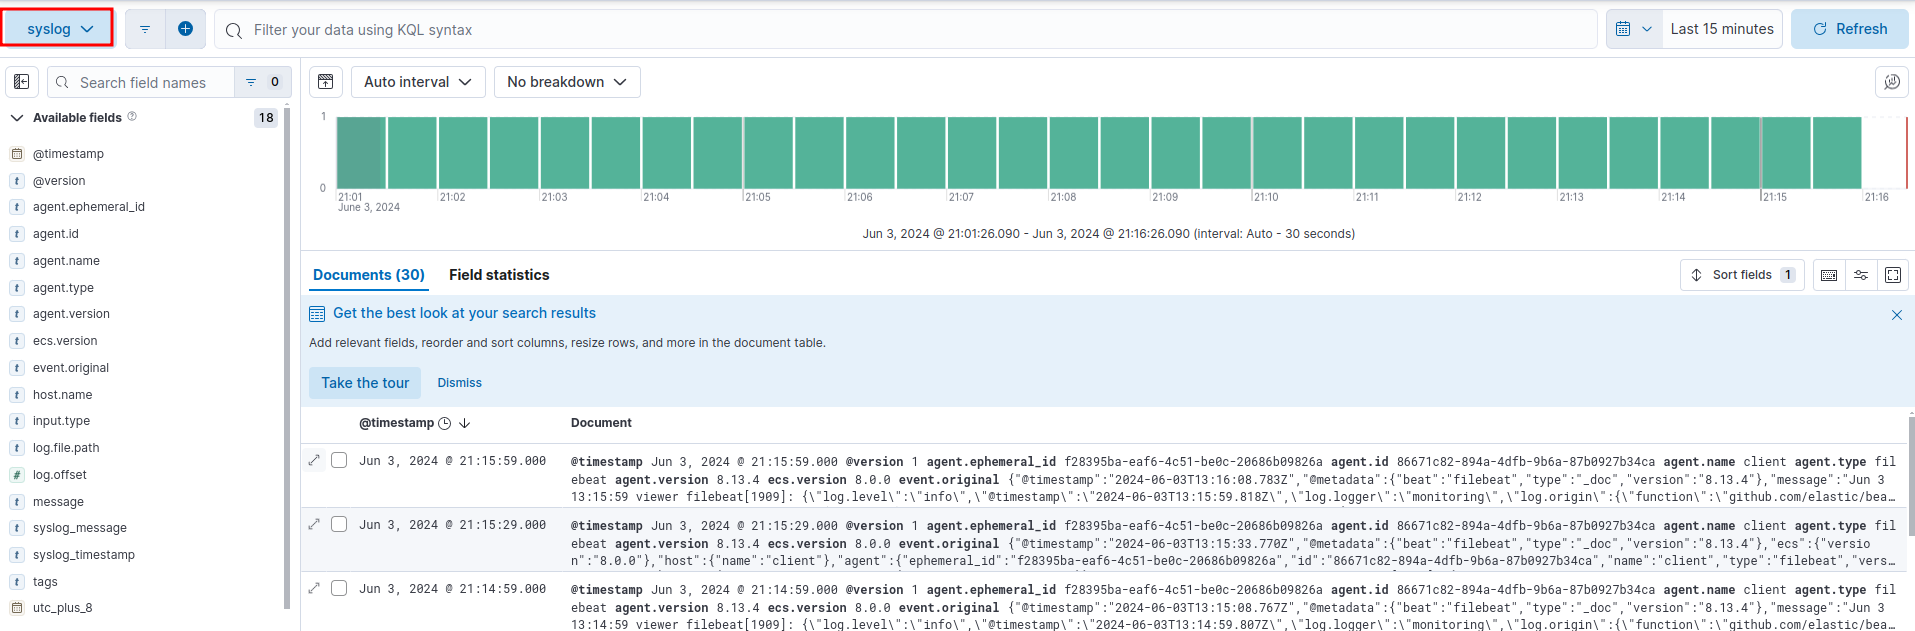 syslog
Filter your data using KQL syntax
Last 15 minutes
Refresh
Search field names
0
Auto interval
No breakdown
Available fields
18
@timestamp
@version
agent.ephemeral_id
agent.id
agent.name
agent.type
agent.version
ecs.version
event.original
host.name
input.type
log.file.path
log.offset
message
syslog_message
syslog_timestamp
tags
utc_plus_8
1
0
21:01 21:02 21:03 21:04 21:05 21:06 21:07 21:08 21:09 21:10 21:11 21:12 21:13 21:14 21:15 21:16
June 3, 2024
Jun 3, 2024 @ 21:01:26.090 - Jun 3, 2024 @ 21:16:26.090 (interval: Auto - 30 seconds)
Documents (30) Field statistics
Sort fields 1
Get the best look at your search results
Add relevant fields, reorder and sort columns, resize rows, and more in the document table.
Take the tour Dismiss
@timestamp Document
Jun 3, 2024 @ 21:15:59.000
@timestamp Jun 3, 2024 @ 21:15:59.000 @version 1 agent.ephemeral_id f28395ba-eaf6-4c51-be0c-20686b09826a agent.id 86671c82-894a-4dfb-9b6a-87b0927b34ca agent.name client agent.type fil
ebeat agent.version 8.13.4 ecs.version 8.0.0 event.original {"@timestamp":"2024-06-03T13:16:08.783Z","@metadata":{"beat":"filebeat","type":"_doc","version":"8.13.4"},"message":"Jun 3
13:15:59 viewer filebeat[1909]: {\"log.level\":\"info\",\"@timestamp\":\"2024-06-03T13:15:59.818Z\",\"log.logger\":\"monitoring\",\"log.origin\":{\"function\":\"github.com/elastic/bea…
Jun 3, 2024 @ 21:15:29.000
@timestamp Jun 3, 2024 @ 21:15:29.000 @version 1 agent.ephemeral_id f28395ba-eaf6-4c51-be0c-20686b09826a agent.id 86671c82-894a-4dfb-9b6a-87b0927b34ca agent.name client agent.type fil
ebeat agent.version 8.13.4 ecs.version 8.0.0 event.original {"@timestamp":"2024-06-03T13:15:33.770Z","@metadata":{"beat":"filebeat","type":"_doc","version":"8.13.4"},"ecs":{"versio
n":"8.0.0"},"host":{"name":"client"},"agent":{"ephemeral_id":"f28395ba-eaf6-4c51-be0c-20686b09826a","id":"86671c82-894a-4dfb-9b6a-87b0927b34ca","name":"client","type":"filebeat","vers…
Jun 3, 2024 @ 21:14:59.000
@timestamp Jun 3, 2024 @ 21:14:59.000 @version 1 agent.ephemeral_id f28395ba-eaf6-4c51-be0c-20686b09826a agent.id 86671c82-894a-4dfb-9b6a-87b0927b34ca agent.name client agent.type fil
ebeat agent.version 8.13.4 ecs.version 8.0.0 event.original {"@timestamp":"2024-06-03T13:15:08.767Z","@metadata":{"beat":"filebeat","type":"_doc","version":"8.13.4"},"message":"Jun 3
13:14:59 viewer filebeat[1909]: {\"log.level\":\"info\",\"@timestamp\":\"2024-06-03T13:14:59.807Z\",\"log.logger\":\"monitoring\",\"log.origin\":{\"function\":\"github.com/elastic/bea…